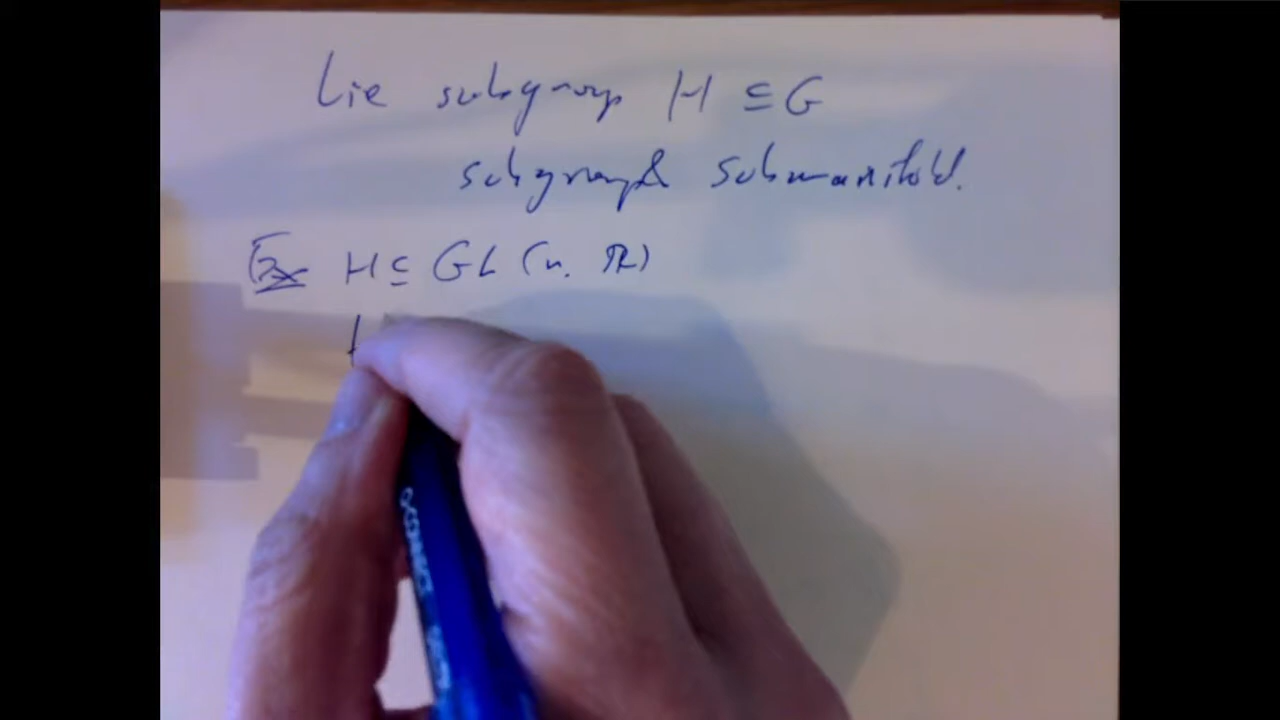 Lie subgroup H ⊆ G
subgroup & submanifold.
Ex H ⊆ GL (n, ℝ)